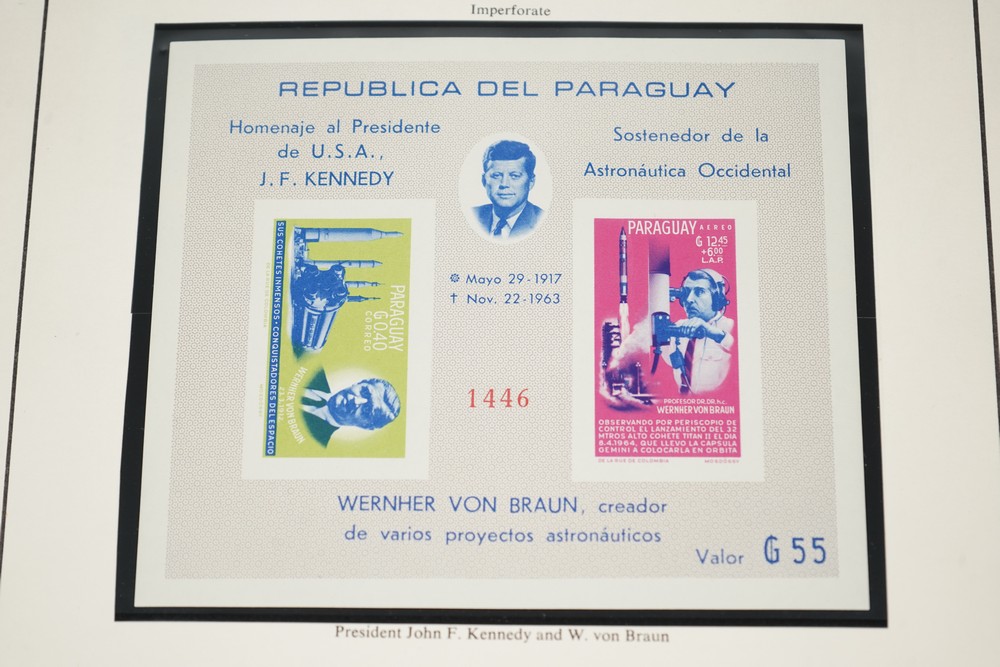 Imperforate
REPUBLICA DEL PARAGUAY
Homenaje al Presidente
de U.S.A.,
J. F. KENNEDY
Sostenedor de la
Astronáutica Occidental
Mayo 29-1917
† Nov. 22-1963
1446
SUS COHETES INMENSOS • CONQUISTADORES DEL ESPACIO
PARAGUAY
₲ 0.40
CORREO
WERNHER VON BRAUN
PARAGUAY AEREO
₲ 12.45
+6.00
L.A.P.
PROFESOR DR. DR. h.c.
WERNHER VON BRAUN
OBSERVANDO POR PERISCOPIO DE
CONTROL EL LANZAMIENTO DEL 32
MTROS ALTO COHETE TITAN II EL DIA
8.4.1964, QUE LLEVO LA CAPSULA
GEMINI A COLOCARLA EN ORBITA
DE LA RUE DE COLOMBIA
WERNHER VON BRAUN, creador
de varios proyectos astronáuticos
Valor ₲ 55
President John F. Kennedy and W. von Braun